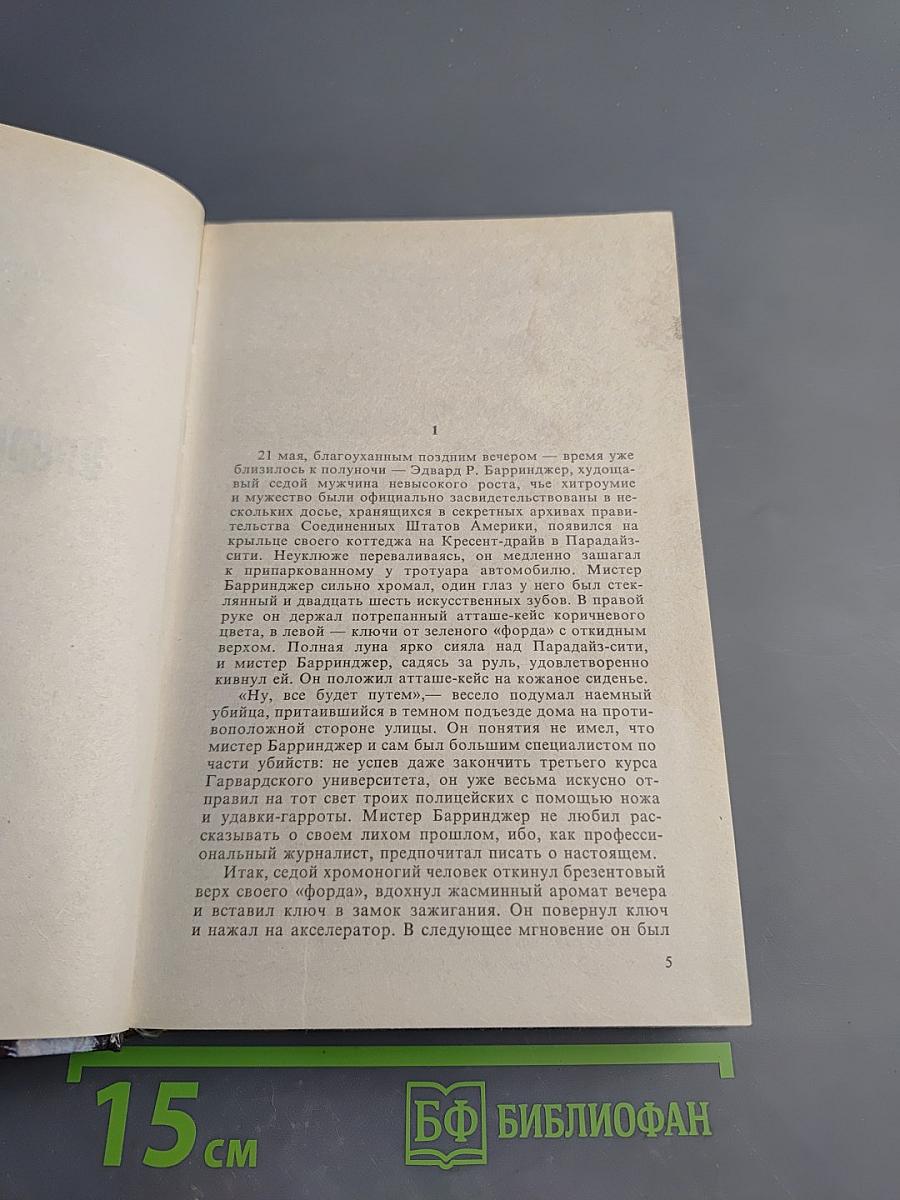 1
21 мая, благоуханным поздним вечером — время уже
близилось к полуночи — Эдвард Р. Барринджер, худоща-
вый седой мужчина невысокого роста, чье хитроумие
и мужество были официально засвидетельствованы в не-
скольких досье, хранящихся в секретных архивах прави-
тельства Соединенных Штатов Америки, появился на
крыльце своего коттеджа на Кресент-драйв в Парадайз-
сити. Неуклюже переваливаясь, он медленно зашагал
к припаркованному у тротуара автомобилю. Мистер
Барринджер сильно хромал, один глаз у него был стек-
лянный и двадцать шесть искусственных зубов. В правой
руке он держал потрепанный атташе-кейс коричневого
цвета, в левой — ключи от зеленого «форда» с откидным
верхом. Полная луна ярко сияла над Парадайз-сити,
и мистер Барринджер, садясь за руль, удовлетворенно
кивнул ей. Он положил атташе-кейс на кожаное сиденье.
«Ну, все будет путем»,— весело подумал наемный
убийца, притаившийся в темном подъезде дома на проти-
воположной стороне улицы. Он понятия не имел, что
мистер Барринджер и сам был большим специалистом по
части убийств: не успев даже закончить третьего курса
Гарвардского университета, он уже весьма искусно от-
правил на тот свет троих полицейских с помощью ножа
и удавки-гарроты. Мистер Барринджер не любил рас-
сказывать о своем лихом прошлом, ибо, как професси-
ональный журналист, предпочитал писать о настоящем.
Итак, седой хромоногий человек откинул брезентовый
верх своего «форда», вдохнул жасминный аромат вечера
и вставил ключ в замок зажигания. Он повернул ключ
и нажал на акселератор. В следующее мгновение он был
5
15 см
БФ БИБЛИОФАН